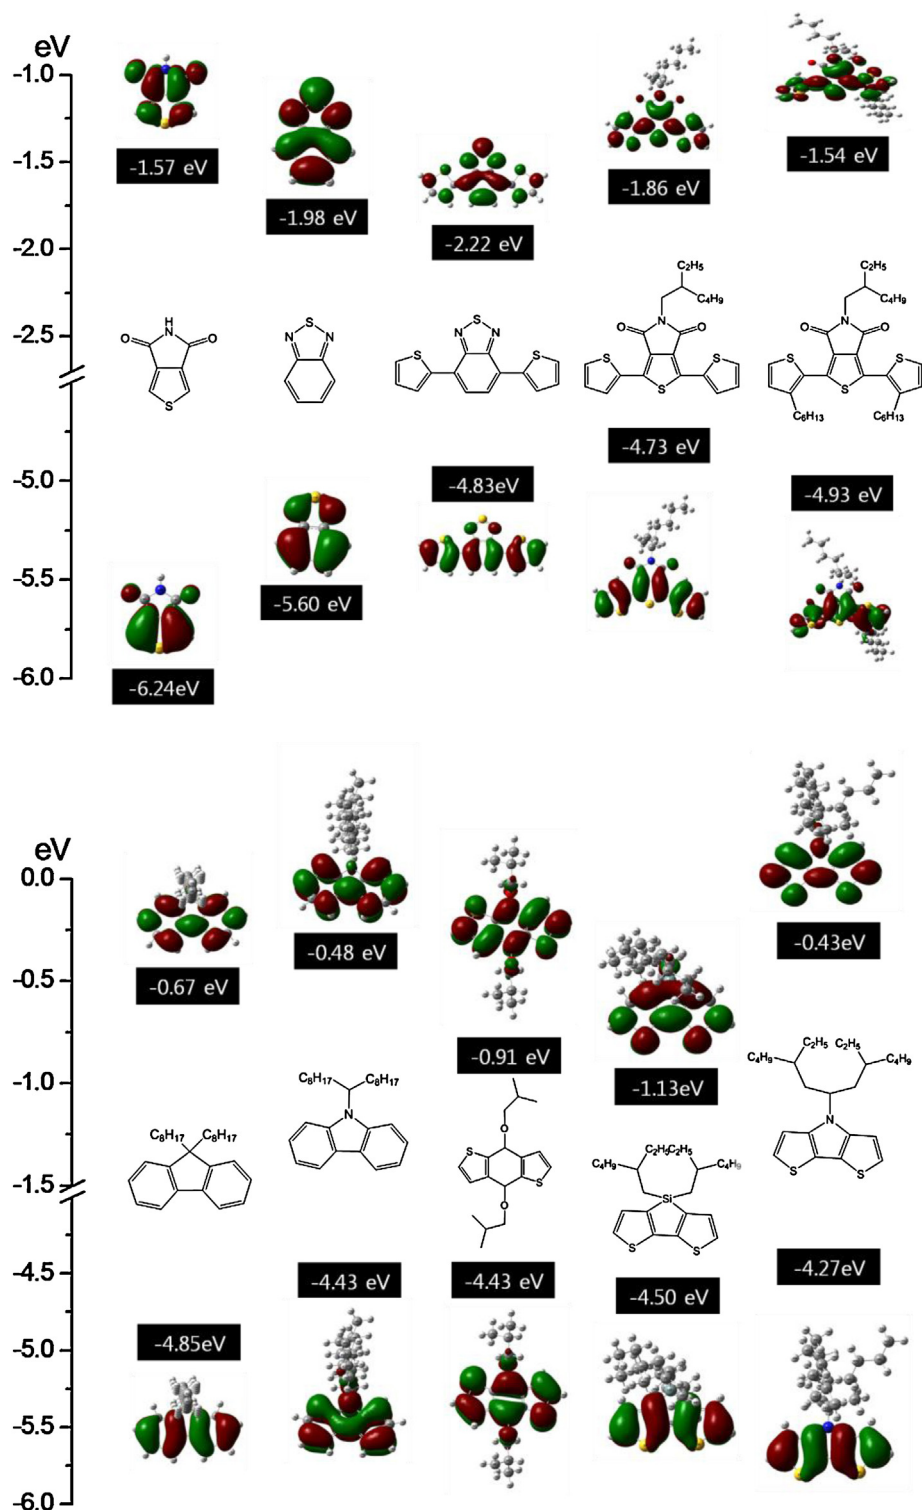 eV
-1.0
-1.57 eV
-1.54 eV
-1.5
-1.86 eV
-1.98 eV
-2.22 eV
-2.0
C2H5
C2H5
C4H9
C4H9
H
N
S
N
N
-2.5
O
O
N
N
N
S
N
O
O
O
O
S
S
S
S
S
S
S
S
S
C6H13
C6H13
-4.73 eV
-5.0
-4.83eV
-4.93 eV
-5.5
-5.60 eV
-6.0
-6.24eV
eV
0.0
-0.67 eV
-0.48 eV
-0.43eV
-0.5
-0.91 eV
-1.13eV
-1.0
C8H17
C8H17
C4H9
C2H5
C2H5
C4H9
N
O
N
C8H17
C8H17
C2H5
C2H5
C4H9
C4H9
S
S
-1.5
S
S
O
Si
S
S
-4.5
-4.43 eV
-4.43 eV
-4.50 eV
-4.27eV
-5.0
-4.85eV
-5.5
-6.0